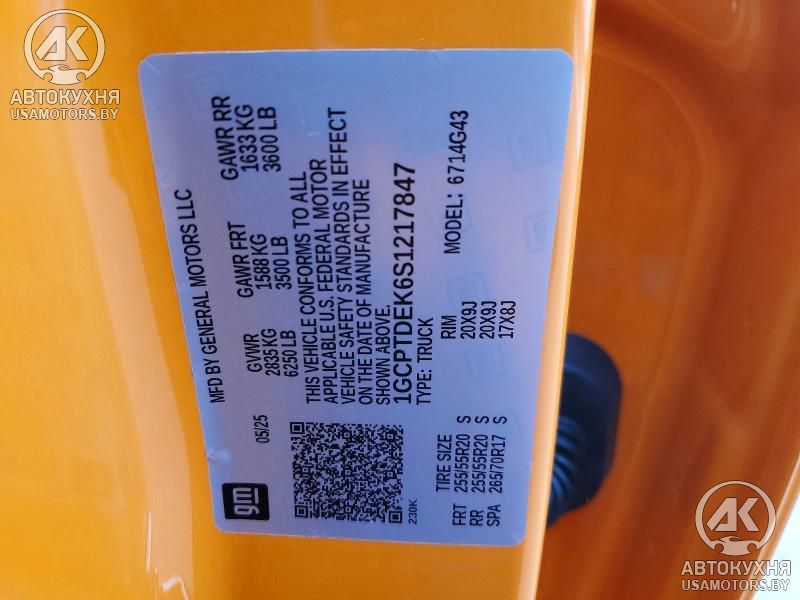 АК
АВТОКУХНЯ
USAMOTORS.BY
MFD BY GENERAL MOTORS LLC
05/25
GVWR
2835 KG
6250 LB
GAWR FRT
1588 KG
3500 LB
GAWR RR
1633 KG
3600 LB
THIS VEHICLE CONFORMS TO ALL
APPLICABLE U.S. FEDERAL MOTOR
VEHICLE SAFETY STANDARDS IN EFFECT
ON THE DATE OF MANUFACTURE
SHOWN ABOVE.
1GCPTDEK6S1217847
TYPE: TRUCK
MODEL: 6714G43
gm
230K
TIRE SIZE
RIM
FRT 255/55R20 S 20X9J
RR 255/55R20 S 20X9J
SPA 265/70R17 S 17X8J
АК
АВТОКУХНЯ
USAMOTORS.BY